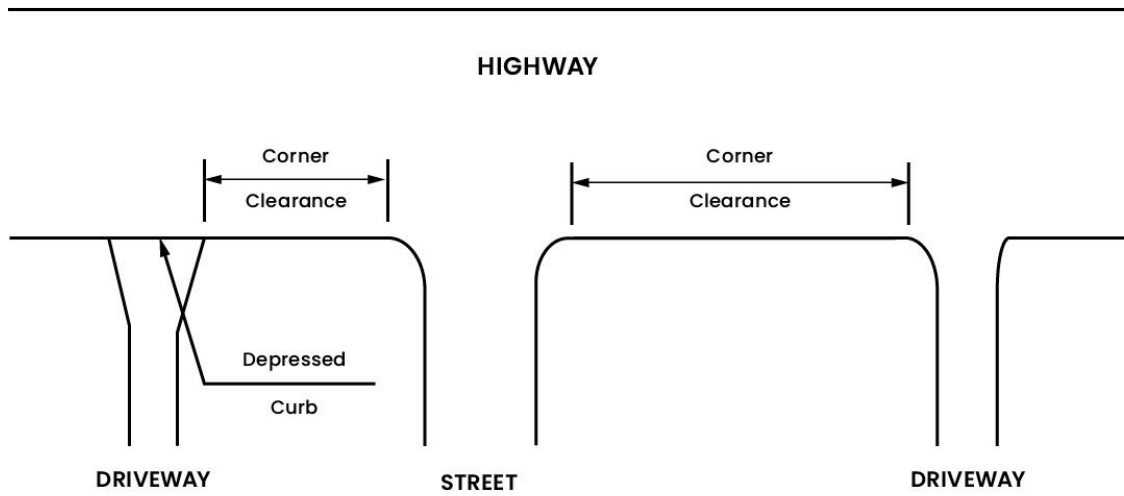 HIGHWAY
Corner
Clearance
Corner
Clearance
Depressed
Curb
DRIVEWAY
STREET
DRIVEWAY